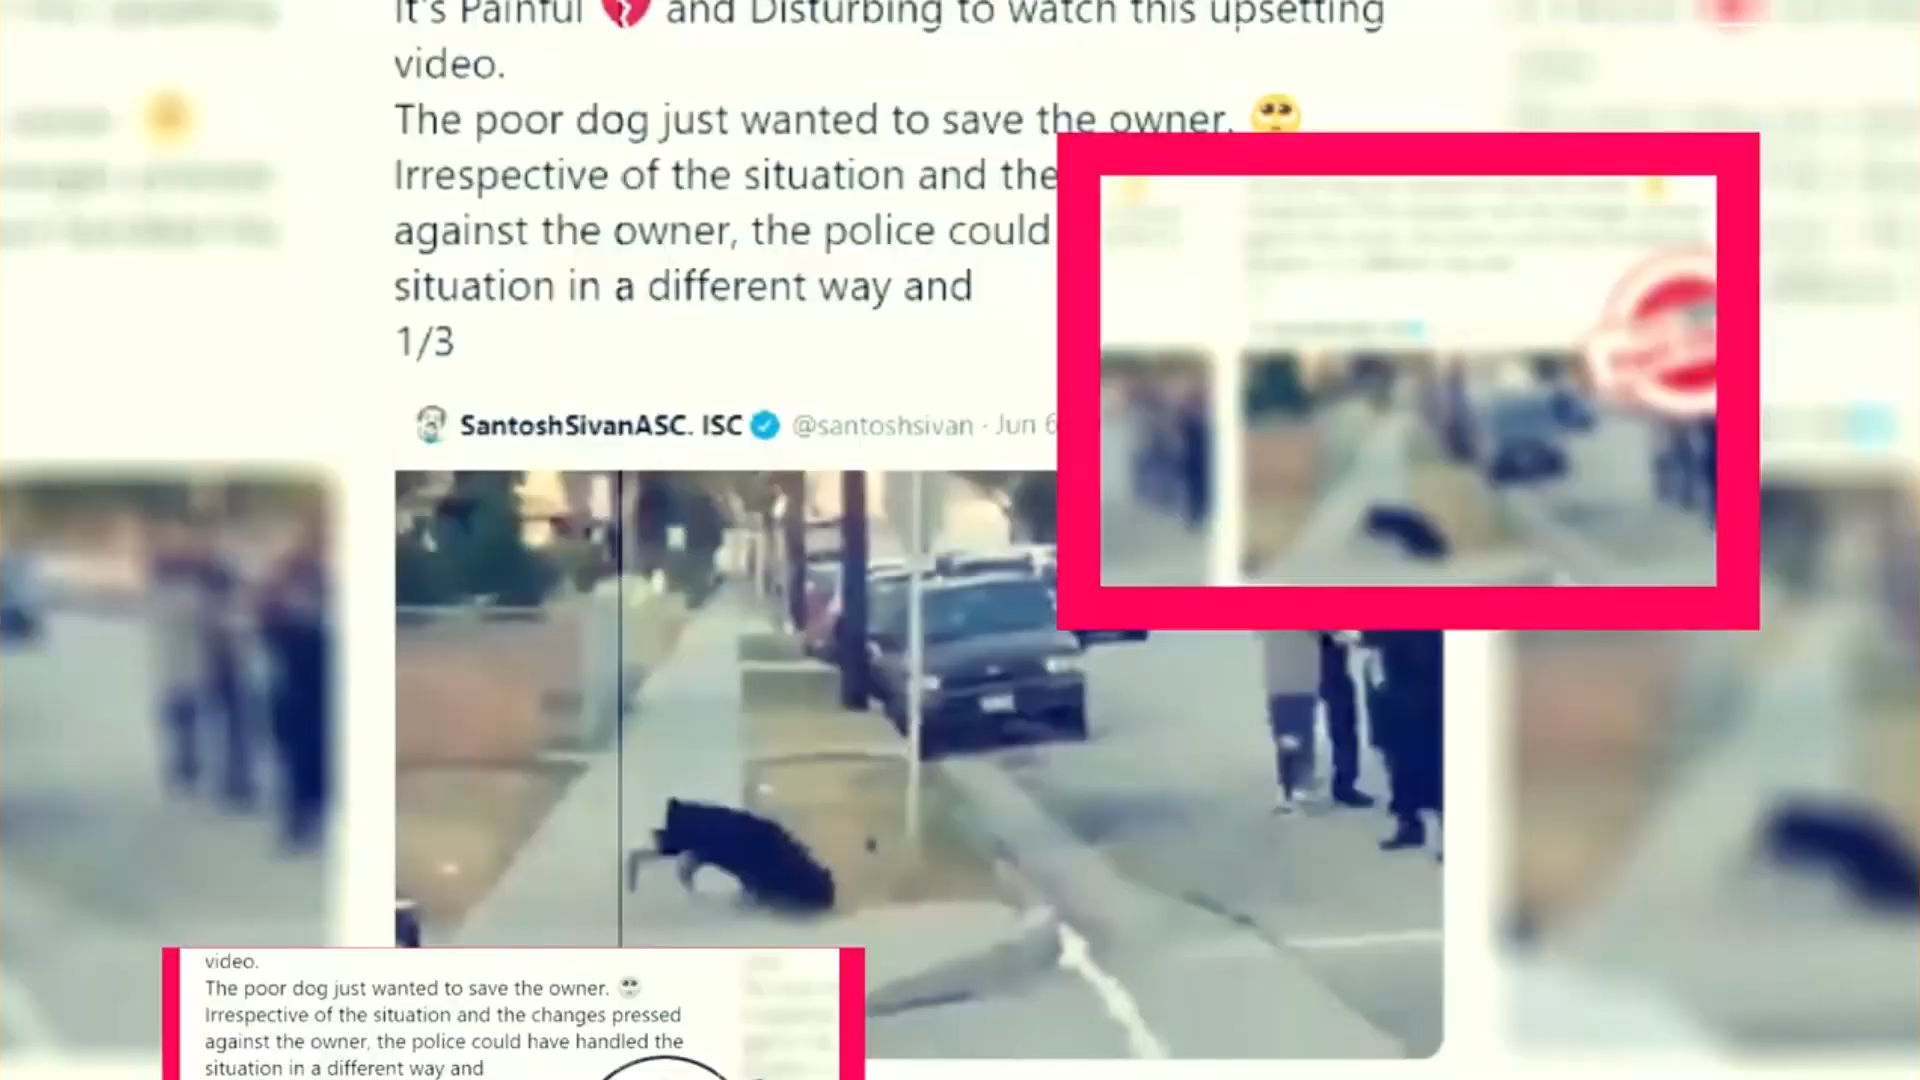 It's Painful 💔 and Disturbing to watch this upsetting
video.
The poor dog just wanted to save the owner. 🥺
Irrespective of the situation and the
against the owner, the police could
situation in a different way and
1/3
SantoshSivanASC. ISC @santoshsivan · Jun 6
video.
The poor dog just wanted to save the owner. 🥺
Irrespective of the situation and the changes pressed
against the owner, the police could have handled the
situation in a different way and